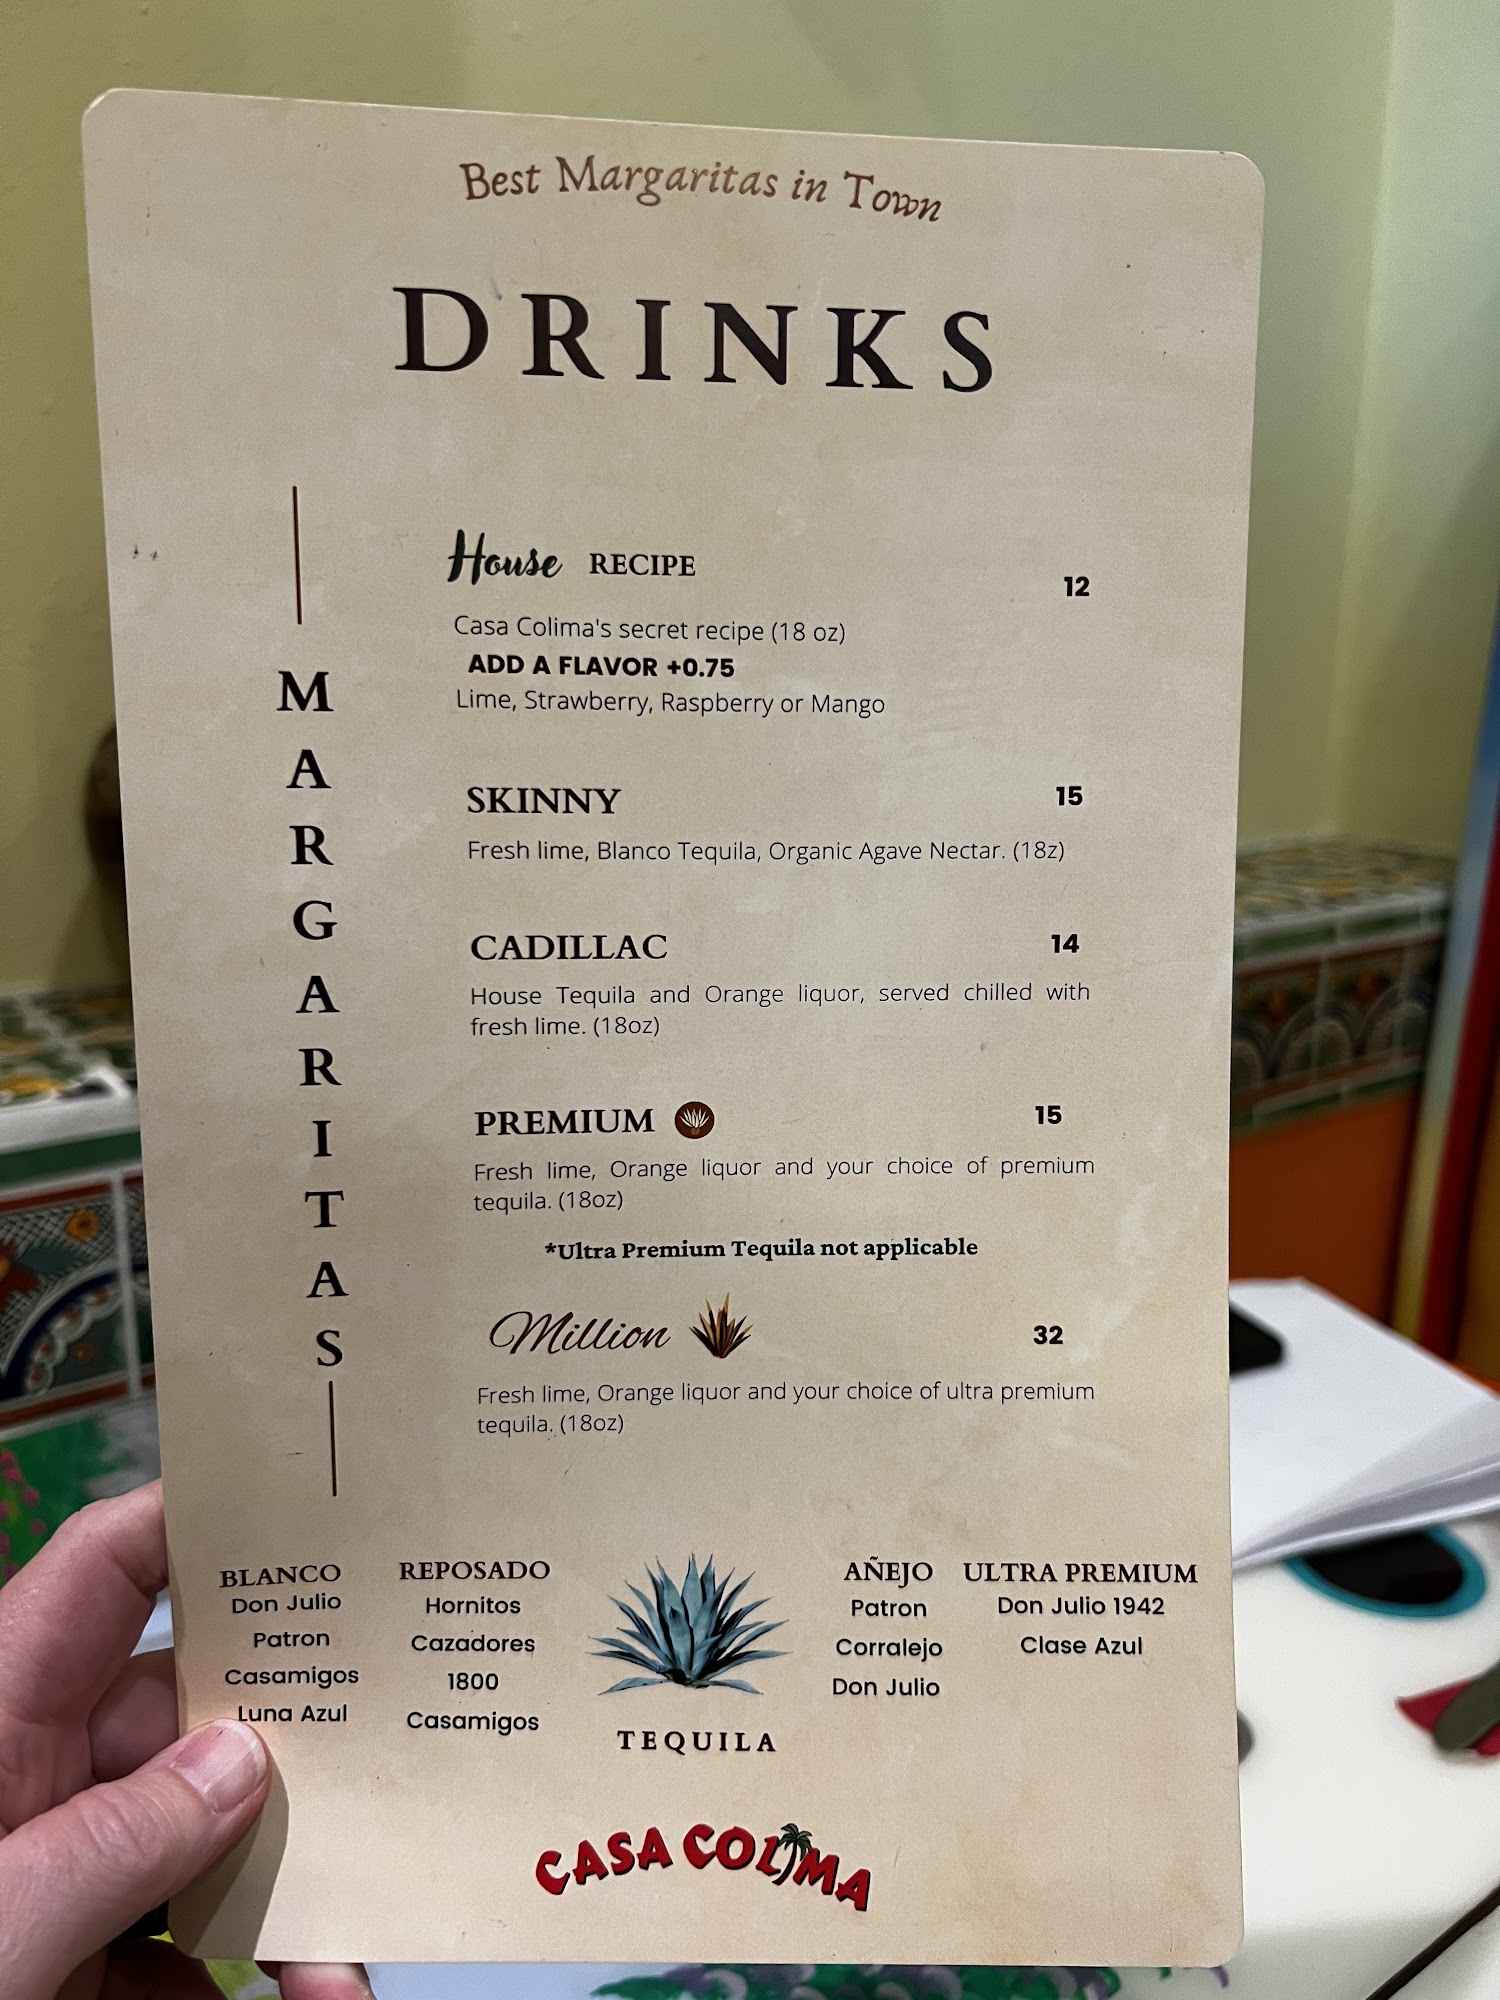 Best Margaritas in Town
DRINKS
MARGARITAS
House RECIPE 12
Casa Colima's secret recipe (18 oz)
ADD A FLAVOR +0.75
Lime, Strawberry, Raspberry or Mango
SKINNY 15
Fresh lime, Blanco Tequila, Organic Agave Nectar. (18z)
CADILLAC 14
House Tequila and Orange liquor, served chilled with
fresh lime. (18oz)
PREMIUM 15
Fresh lime, Orange liquor and your choice of premium
tequila. (18oz)
*Ultra Premium Tequila not applicable
Million 32
Fresh lime, Orange liquor and your choice of ultra premium
tequila. (18oz)
BLANCO
Don Julio
Patron
Casamigos
Luna Azul
REPOSADO
Hornitos
Cazadores
1800
Casamigos
TEQUILA
AÑEJO
Patron
Corralejo
Don Julio
ULTRA PREMIUM
Don Julio 1942
Clase Azul
CASA COLIMA